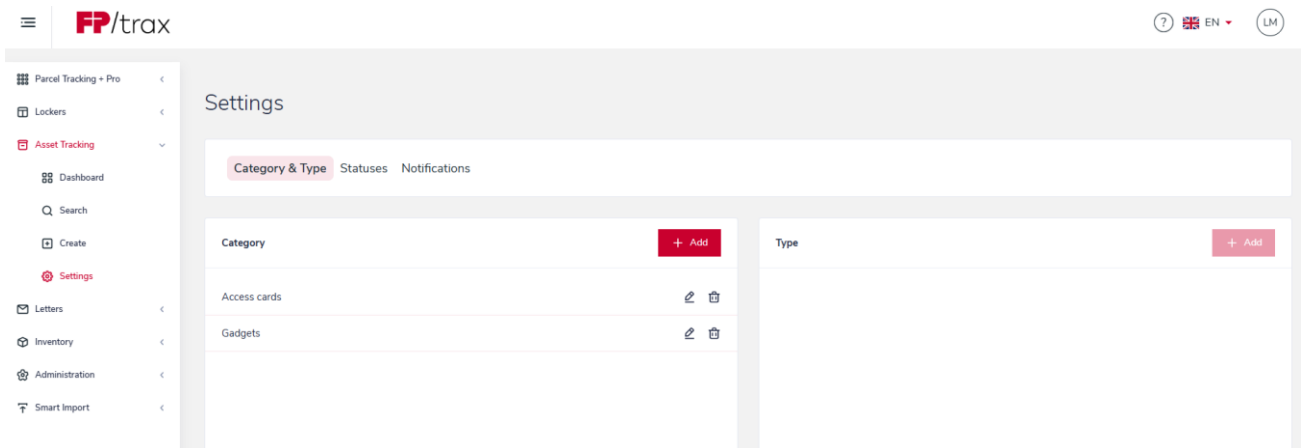 FP/trax
? EN LM
Parcel Tracking + Pro
Lockers
Asset Tracking
Dashboard
Search
Create
Settings
Letters
Inventory
Administration
Smart Import
Settings
Category & Type Statuses Notifications
Category + Add
Access cards
Gadgets
Type + Add